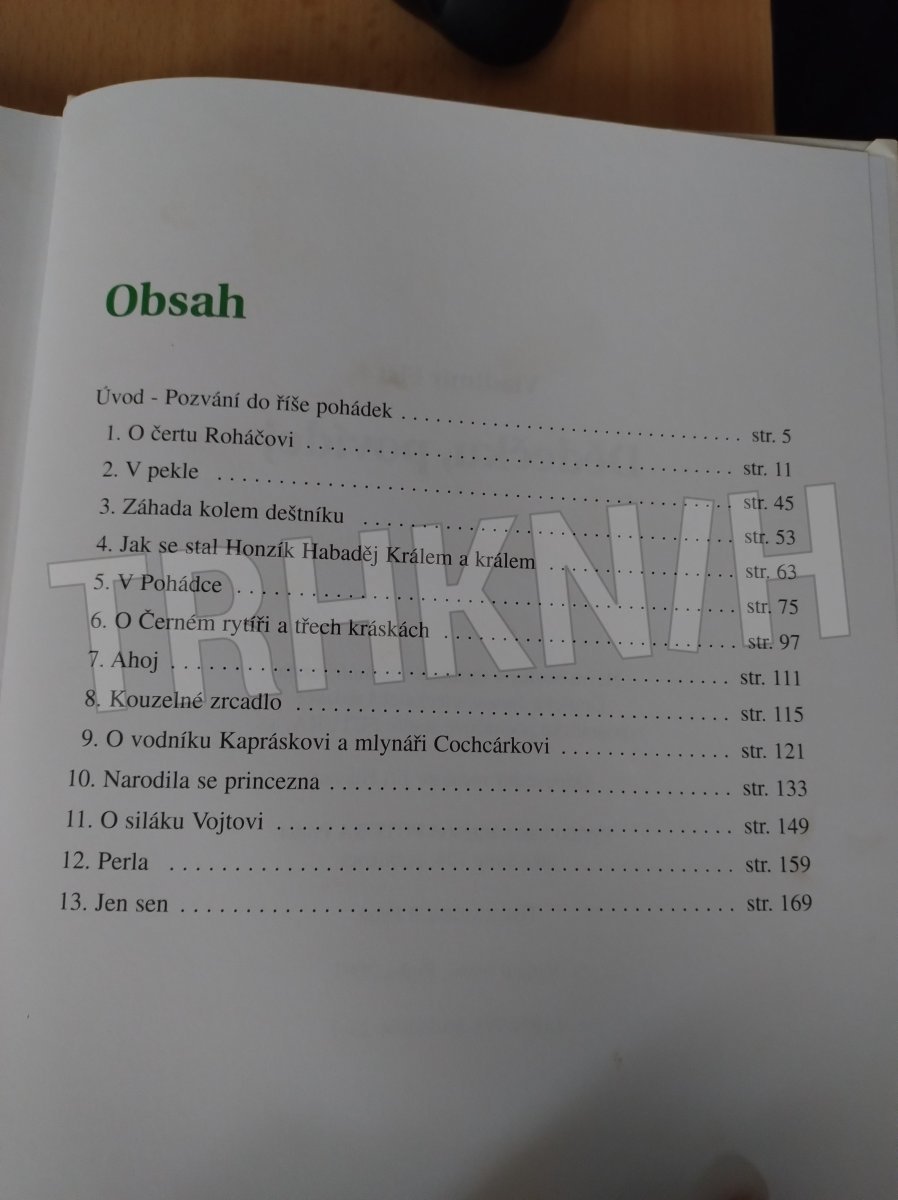 Obsah
Úvod - Pozvání do říše pohádek . . . . . . . . . . . . . . . . . . . . . . . . . . . . str. 5
1. O čertu Roháčovi . . . . . . . . . . . . . . . . . . . . . . . . . . . . . . . . . . . str. 11
2. V pekle . . . . . . . . . . . . . . . . . . . . . . . . . . . . . . . . . . . . . . . . . . str. 45
3. Záhada kolem deštníku . . . . . . . . . . . . . . . . . . . . . . . . . . . . . . str. 53
4. Jak se stal Honzík Habaděj Králem a králem . . . . . . . . . . . . . . . str. 63
5. V Pohádce . . . . . . . . . . . . . . . . . . . . . . . . . . . . . . . . . . . . . . . . str. 75
6. O Černém rytíři a třech kráskách . . . . . . . . . . . . . . . . . . . . . . . . str. 97
7. Ahoj . . . . . . . . . . . . . . . . . . . . . . . . . . . . . . . . . . . . . . . . . . . . . str. 111
8. Kouzelné zrcadlo . . . . . . . . . . . . . . . . . . . . . . . . . . . . . . . . . . . str. 115
9. O vodníku Kapráskovi a mlynáři Cochcárkovi . . . . . . . . . . . . . . str. 121
10. Narodila se princezna . . . . . . . . . . . . . . . . . . . . . . . . . . . . . . . . str. 133
11. O siláku Vojtovi . . . . . . . . . . . . . . . . . . . . . . . . . . . . . . . . . . . . str. 149
12. Perla . . . . . . . . . . . . . . . . . . . . . . . . . . . . . . . . . . . . . . . . . . . . str. 159
13. Jen sen . . . . . . . . . . . . . . . . . . . . . . . . . . . . . . . . . . . . . . . . . . str. 169
TRHKN/H